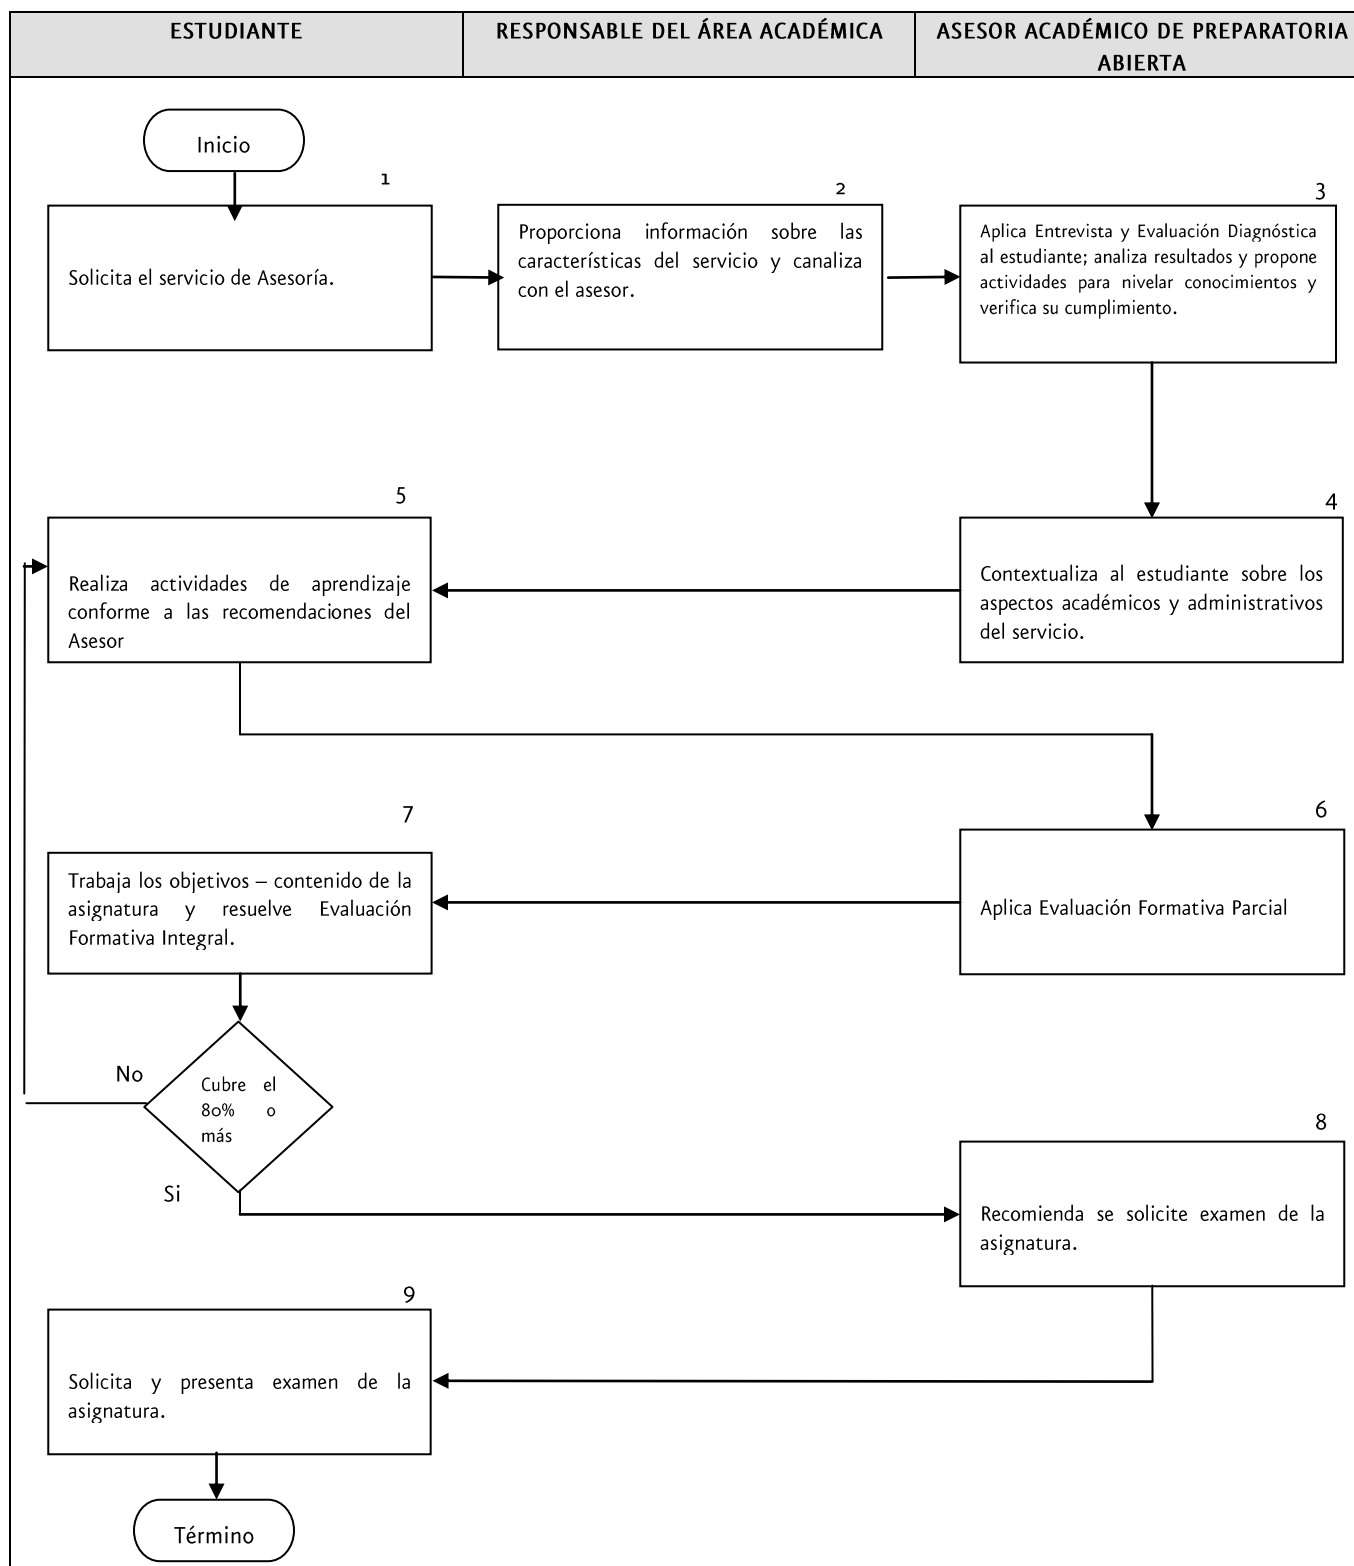 ESTUDIANTE
RESPONSABLE DEL ÁREA ACADÉMICA
ASESOR ACADÉMICO DE PREPARATORIA
ABIERTA
Inicio
1
Solicita el servicio de Asesoría.
2
Proporciona información sobre las
características del servicio y canaliza
con el asesor.
3
Aplica Entrevista y Evaluación Diagnóstica
al estudiante; analiza resultados y propone
actividades para nivelar conocimientos y
verifica su cumplimiento.
4
Contextualiza al estudiante sobre los
aspectos académicos y administrativos
del servicio.
5
Realiza actividades de aprendizaje
conforme a las recomendaciones del
Asesor
6
Aplica Evaluación Formativa Parcial
7
Trabaja los objetivos – contenido de la
asignatura y resuelve Evaluación
Formativa Integral.
No
Cubre el
80% o
más
Si
8
Recomienda se solicite examen de la
asignatura.
9
Solicita y presenta examen de la
asignatura.
Término